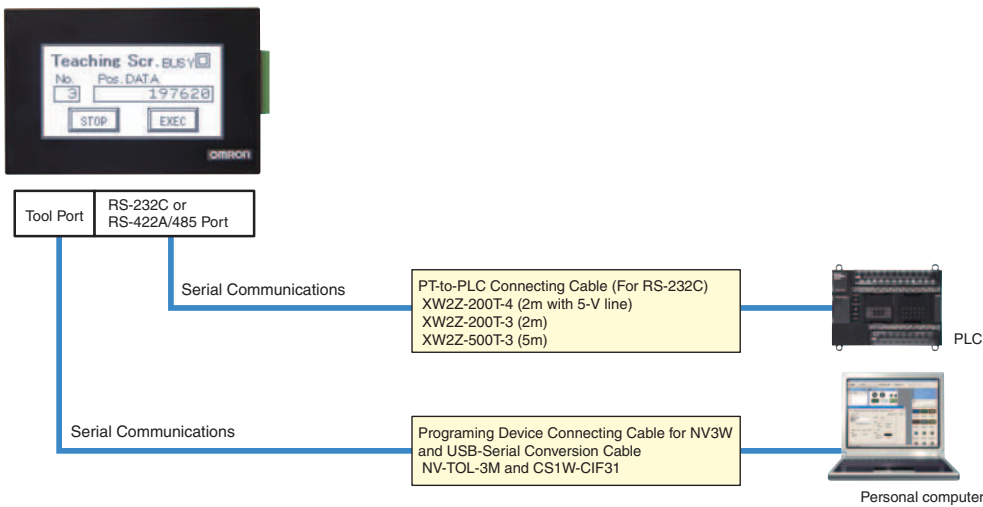 Teaching Scr. BUSY
No. Pos. DATA
3 197620
STOP EXEC
OMRON
Tool Port
RS-232C or
RS-422A/485 Port
Serial Communications
PT-to-PLC Connecting Cable (For RS-232C)
XW2Z-200T-4 (2m with 5-V line)
XW2Z-200T-3 (2m)
XW2Z-500T-3 (5m)
PLC
Serial Communications
Programing Device Connecting Cable for NV3W
and USB-Serial Conversion Cable
NV-TOL-3M and CS1W-CIF31
Personal computer